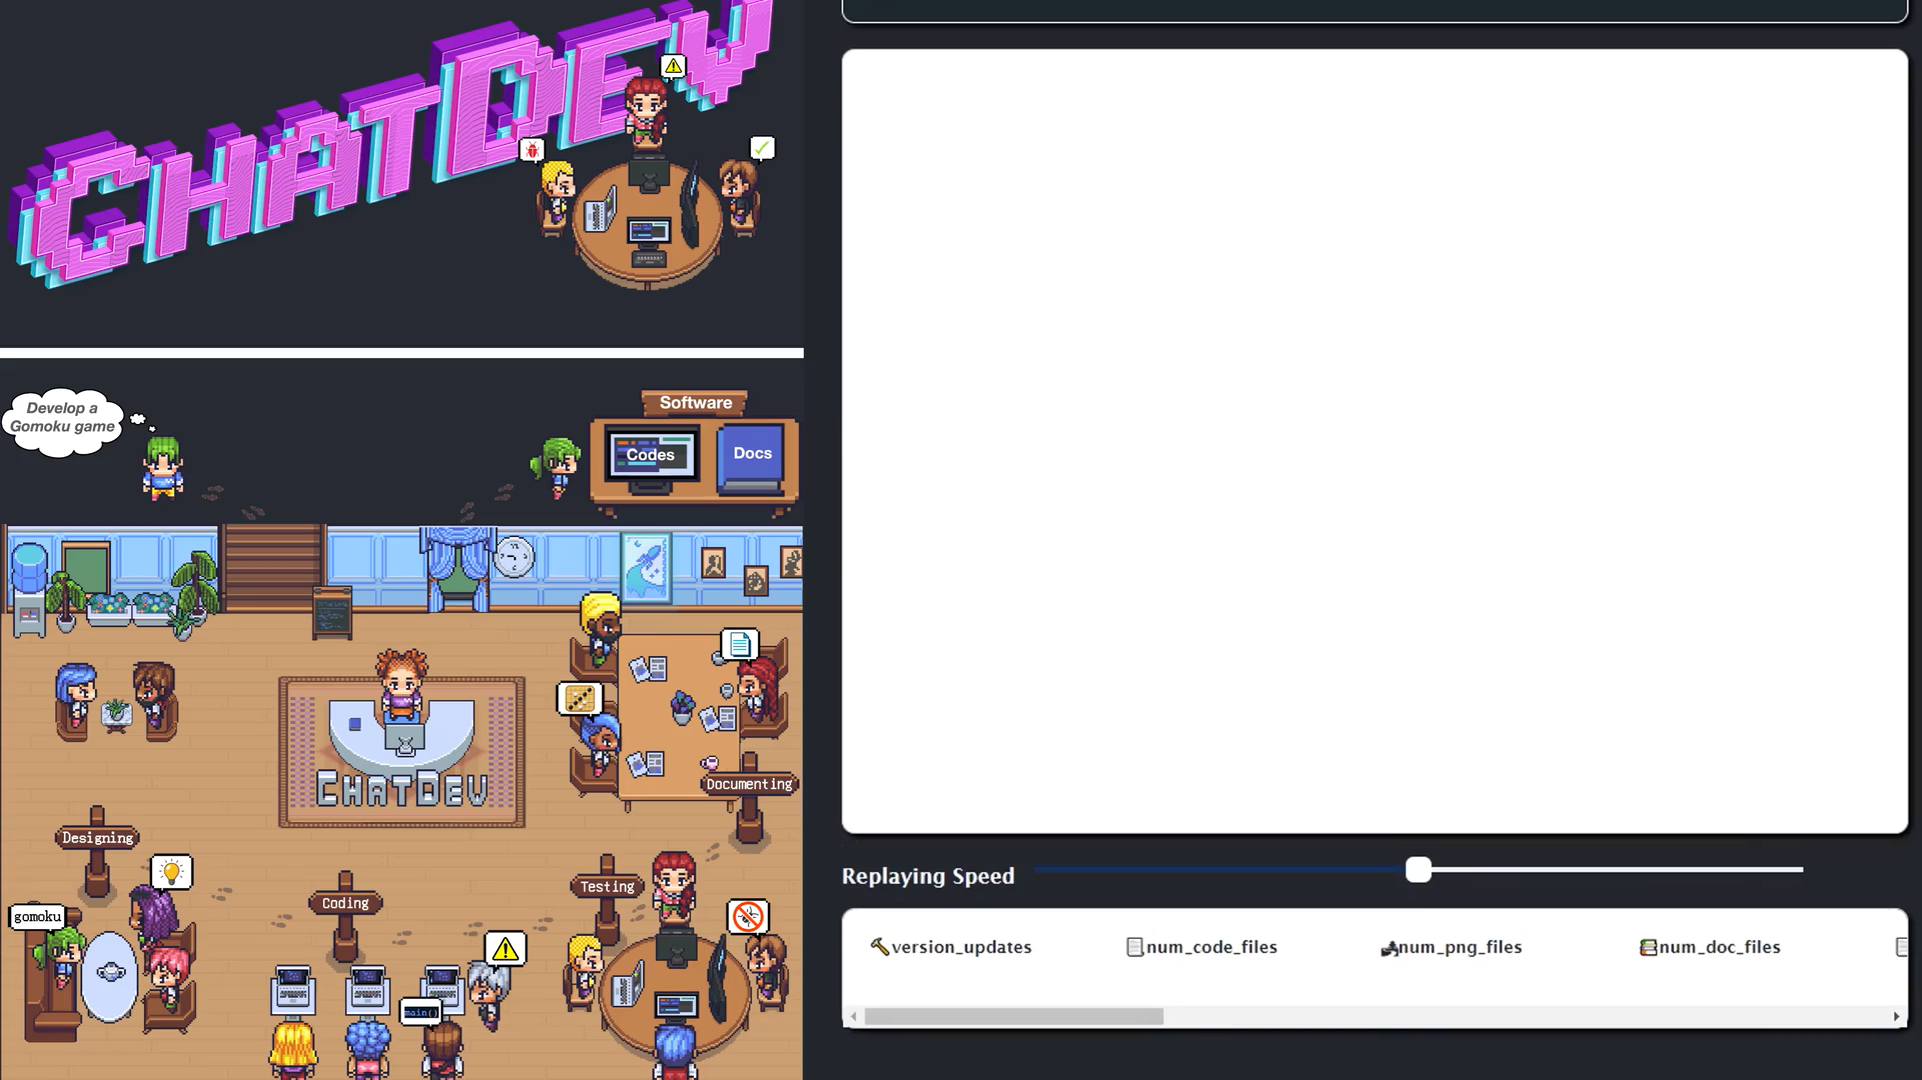 CHATDEV
Develop a
Gomoku game
Software
Codes
Docs
CHATDEV
Documenting
Designing
Testing
Coding
gomoku
main()
Replaying Speed
version_updates
num_code_files
num_png_files
num_doc_files